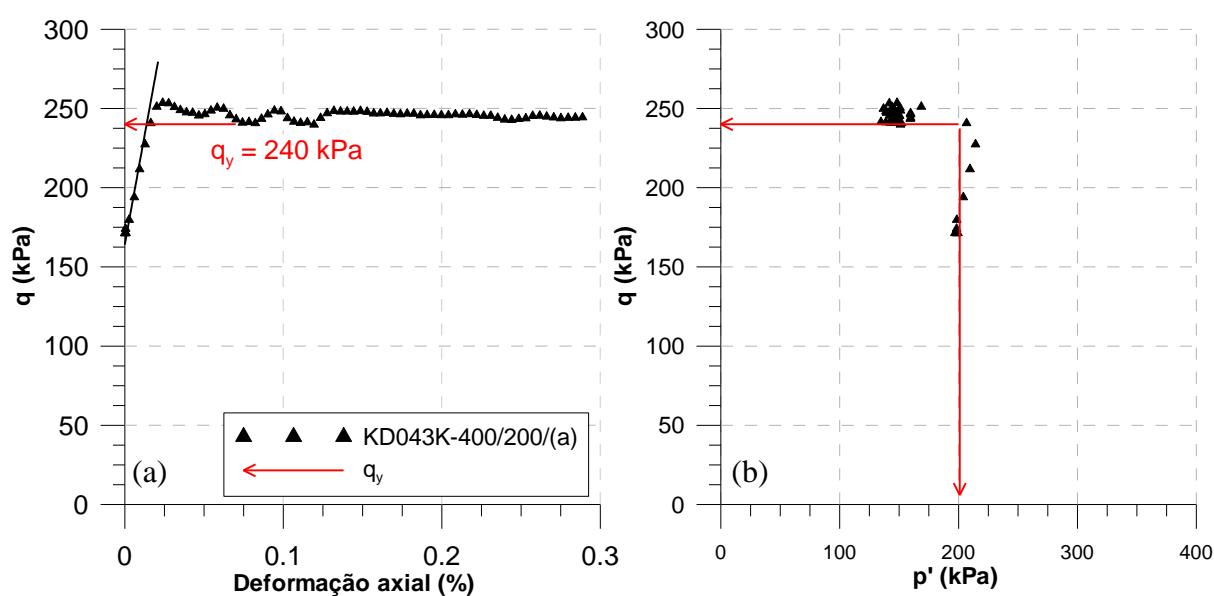 300
250
200
150
100
50
0
q (kPa)
q_y = 240 kPa
KD043K-400/200/(a)
q_y
(a)
0 0.1 0.2 0.3
Deformação axial (%)
300
250
200
150
100
50
0
q (kPa)
(b)
0 100 200 300 400
p' (kPa)